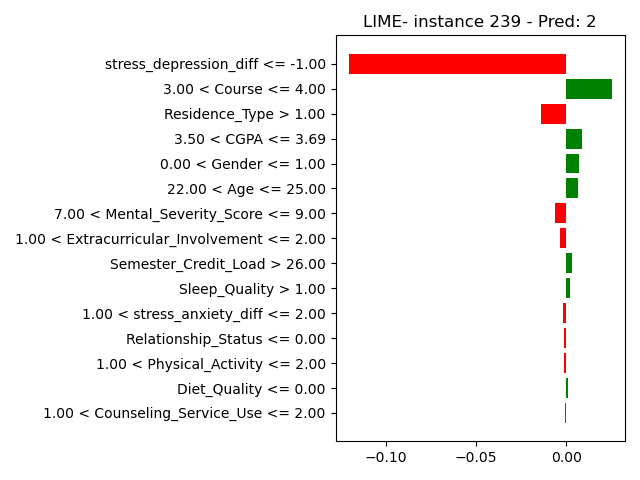 LIME- instance 239 - Pred: 2
stress_depression_diff <= -1.00
3.00 < Course <= 4.00
Residence_Type > 1.00
3.50 < CGPA <= 3.69
0.00 < Gender <= 1.00
22.00 < Age <= 25.00
7.00 < Mental_Severity_Score <= 9.00
1.00 < Extracurricular_Involvement <= 2.00
Semester_Credit_Load > 26.00
Sleep_Quality > 1.00
1.00 < stress_anxiety_diff <= 2.00
Relationship_Status <= 0.00
1.00 < Physical_Activity <= 2.00
Diet_Quality <= 0.00
1.00 < Counseling_Service_Use <= 2.00
−0.10 −0.05 0.00